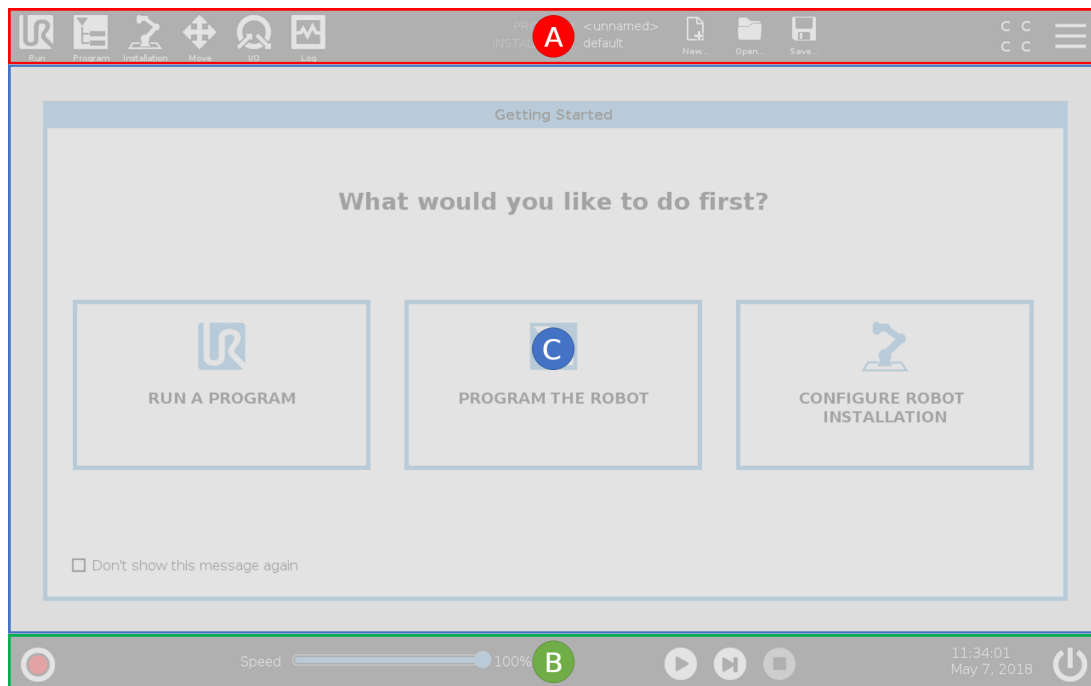 <unnamed>
default
A
C C
C C
Run
Program
Installation
Move
I/O
Log
New...
Open...
Save...
Getting Started
What would you like to do first?
C
RUN A PROGRAM
PROGRAM THE ROBOT
CONFIGURE ROBOT
INSTALLATION
Don't show this message again
Speed
100%
B
11:34:01
May 7, 2018